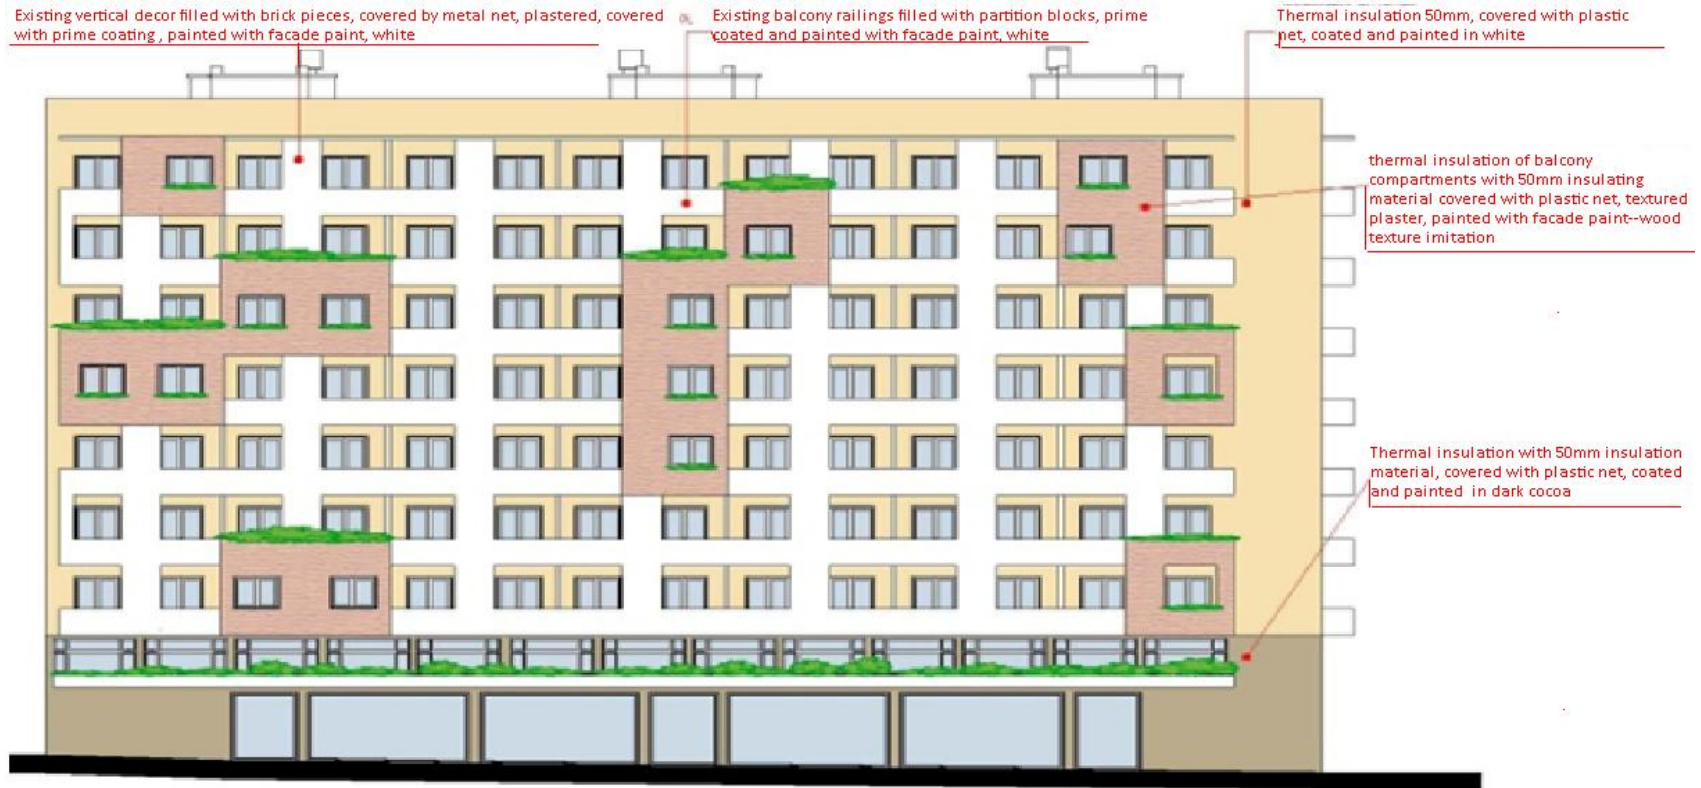 Existing vertical decor filled with brick pieces, covered by metal net, plastered, covered
with prime coating , painted with facade paint, white
Existing balcony railings filled with partition blocks, prime
coated and painted with facade paint, white
Thermal insulation 50mm, covered with plastic
net, coated and painted in white
thermal insulation of balcony
compartments with 50mm insulating
material covered with plastic net, textured
plaster, painted with facade paint--wood
texture imitation
Thermal insulation with 50mm insulation
material, covered with plastic net, coated
and painted in dark cocoa